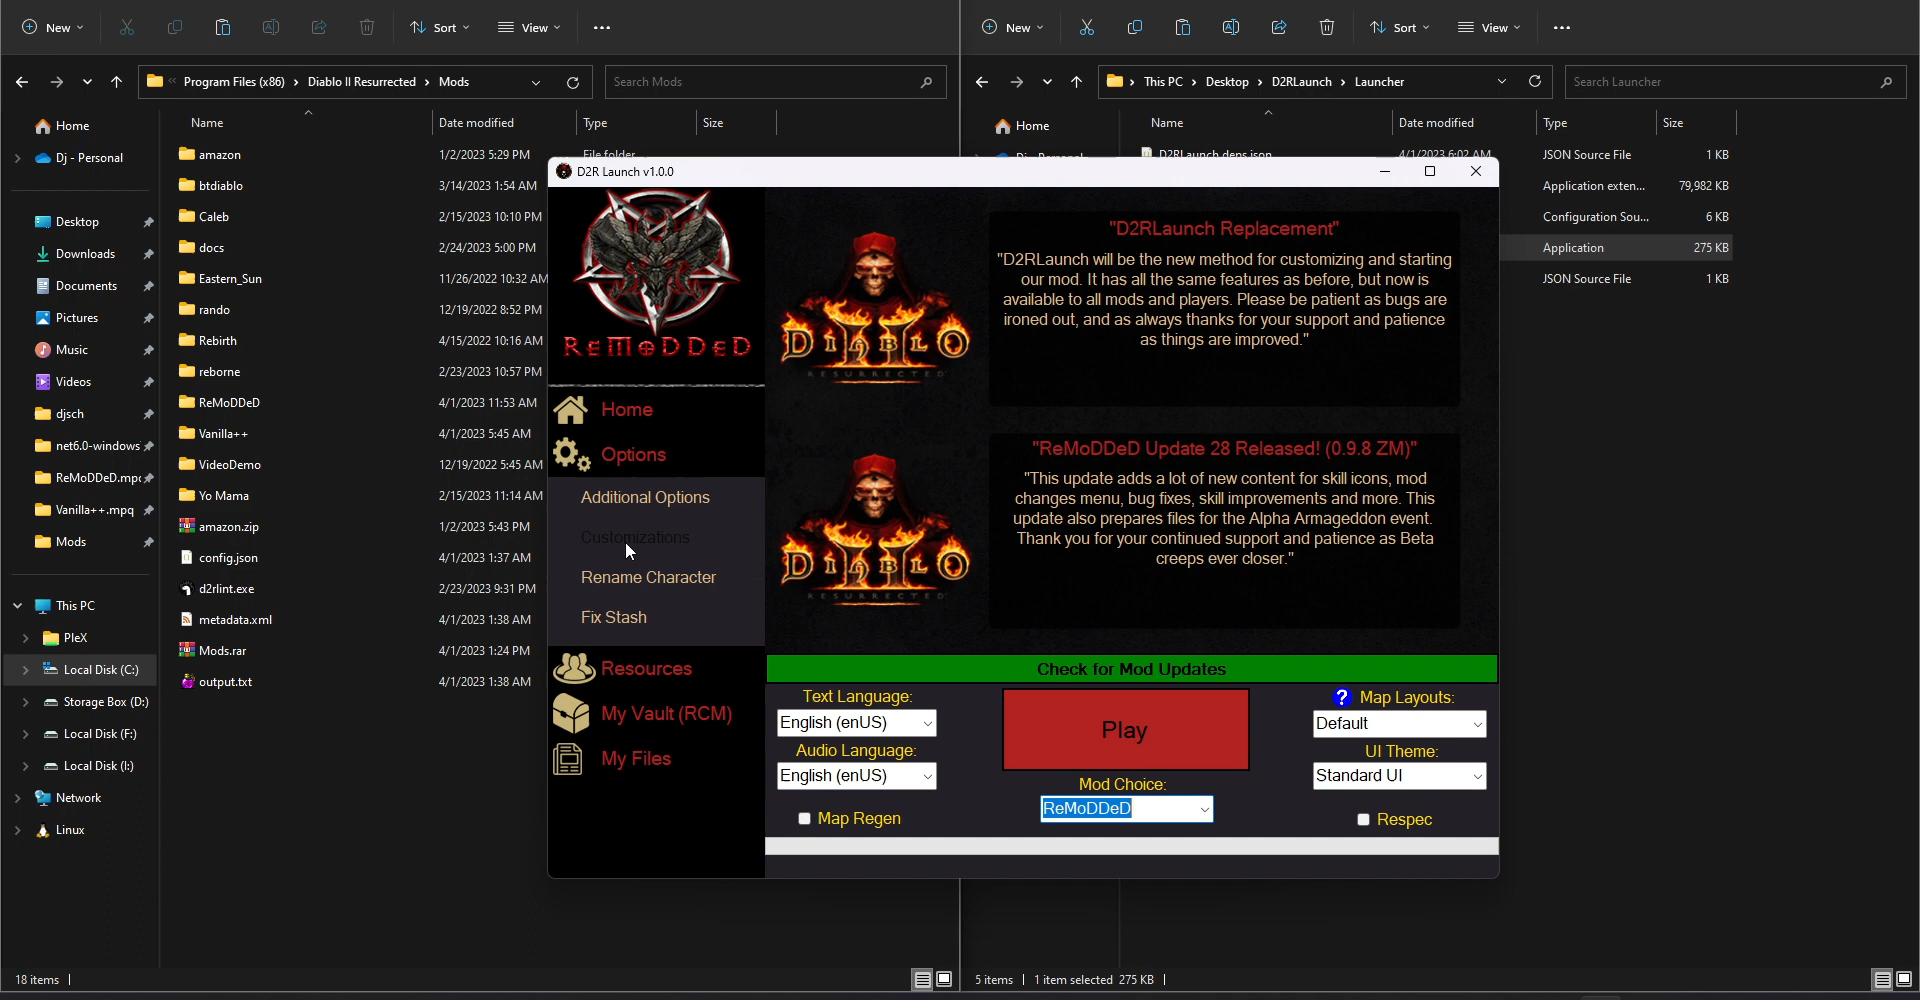 New
Sort
View
Program Files (x86) > Diablo II Resurrected > Mods
Search Mods
Name
Date modified
Type
Size
Home
Dj - Personal
Desktop
Downloads
Documents
Pictures
Music
Videos
djsch
net6.0-windows
ReMoDDeD.mp
Vanilla++.mpq
Mods
This PC
PleX
Local Disk (C:)
Storage Box (D:)
Local Disk (F:)
Local Disk (I:)
Network
Linux
amazon 1/2/2023 5:29 PM File folder
btdiablo 3/14/2023 1:54 AM
Caleb 2/15/2023 10:10 PM
docs 2/24/2023 5:00 PM
Eastern_Sun 11/26/2022 10:32 AM
rando 12/19/2022 8:52 PM
Rebirth 4/15/2022 10:16 AM
reborne 2/23/2023 10:57 PM
ReMoDDeD 4/1/2023 11:53 AM
Vanilla++ 4/1/2023 5:45 AM
VideoDemo 12/19/2022 5:45 AM
Yo Mama 2/15/2023 11:14 AM
amazon.zip 1/2/2023 5:43 PM
config.json 4/1/2023 1:37 AM
d2rlint.exe 2/23/2023 9:31 PM
metadata.xml 4/1/2023 1:38 AM
Mods.rar 4/1/2023 1:24 PM
output.txt 4/1/2023 1:38 AM
18 items
New
Sort
View
This PC > Desktop > D2RLaunch > Launcher
Search Launcher
Name
Date modified
Type
Size
Home
D2RLaunch.deps.json 4/1/2023 6:02 AM JSON Source File 1 KB
Application exten... 79,982 KB
Configuration Sou... 6 KB
Application 275 KB
JSON Source File 1 KB
5 items
1 item selected 275 KB
D2R Launch v1.0.0
ReMoDDeD
Home
Options
Additional Options
Customizations
Rename Character
Fix Stash
Resources
My Vault (RCM)
My Files
DIABLO II
RESURRECTED
"D2RLaunch Replacement"
"D2RLaunch will be the new method for customizing and starting
our mod. It has all the same features as before, but now is
available to all mods and players. Please be patient as bugs are
ironed out, and as always thanks for your support and patience
as things are improved."
DIABLO II
RESURRECTED
"ReMoDDeD Update 28 Released! (0.9.8 ZM)"
"This update adds a lot of new content for skill icons, mod
changes menu, bug fixes, skill improvements and more. This
update also prepares files for the Alpha Armageddon event.
Thank you for your continued support and patience as Beta
creeps ever closer."
Check for Mod Updates
Text Language:
English (enUS)
Audio Language:
English (enUS)
Map Regen
Play
Mod Choice:
ReMoDDeD
? Map Layouts:
Default
UI Theme:
Standard UI
Respec